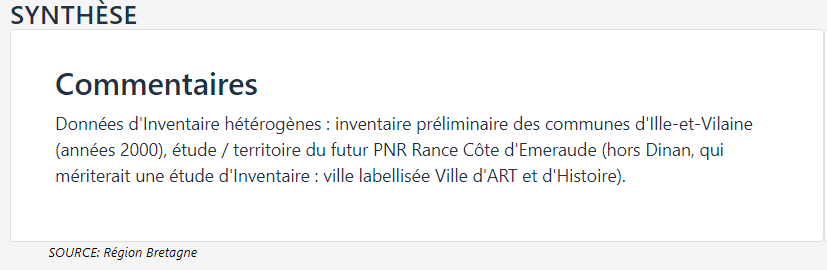 SYNTHÈSE
Commentaires
Données d'Inventaire hétérogènes : inventaire préliminaire des communes d'Ille-et-Vilaine
(années 2000), étude / territoire du futur PNR Rance Côte d'Emeraude (hors Dinan, qui
mériterait une étude d'Inventaire : ville labellisée Ville d'ART et d'Histoire).
SOURCE: Région Bretagne